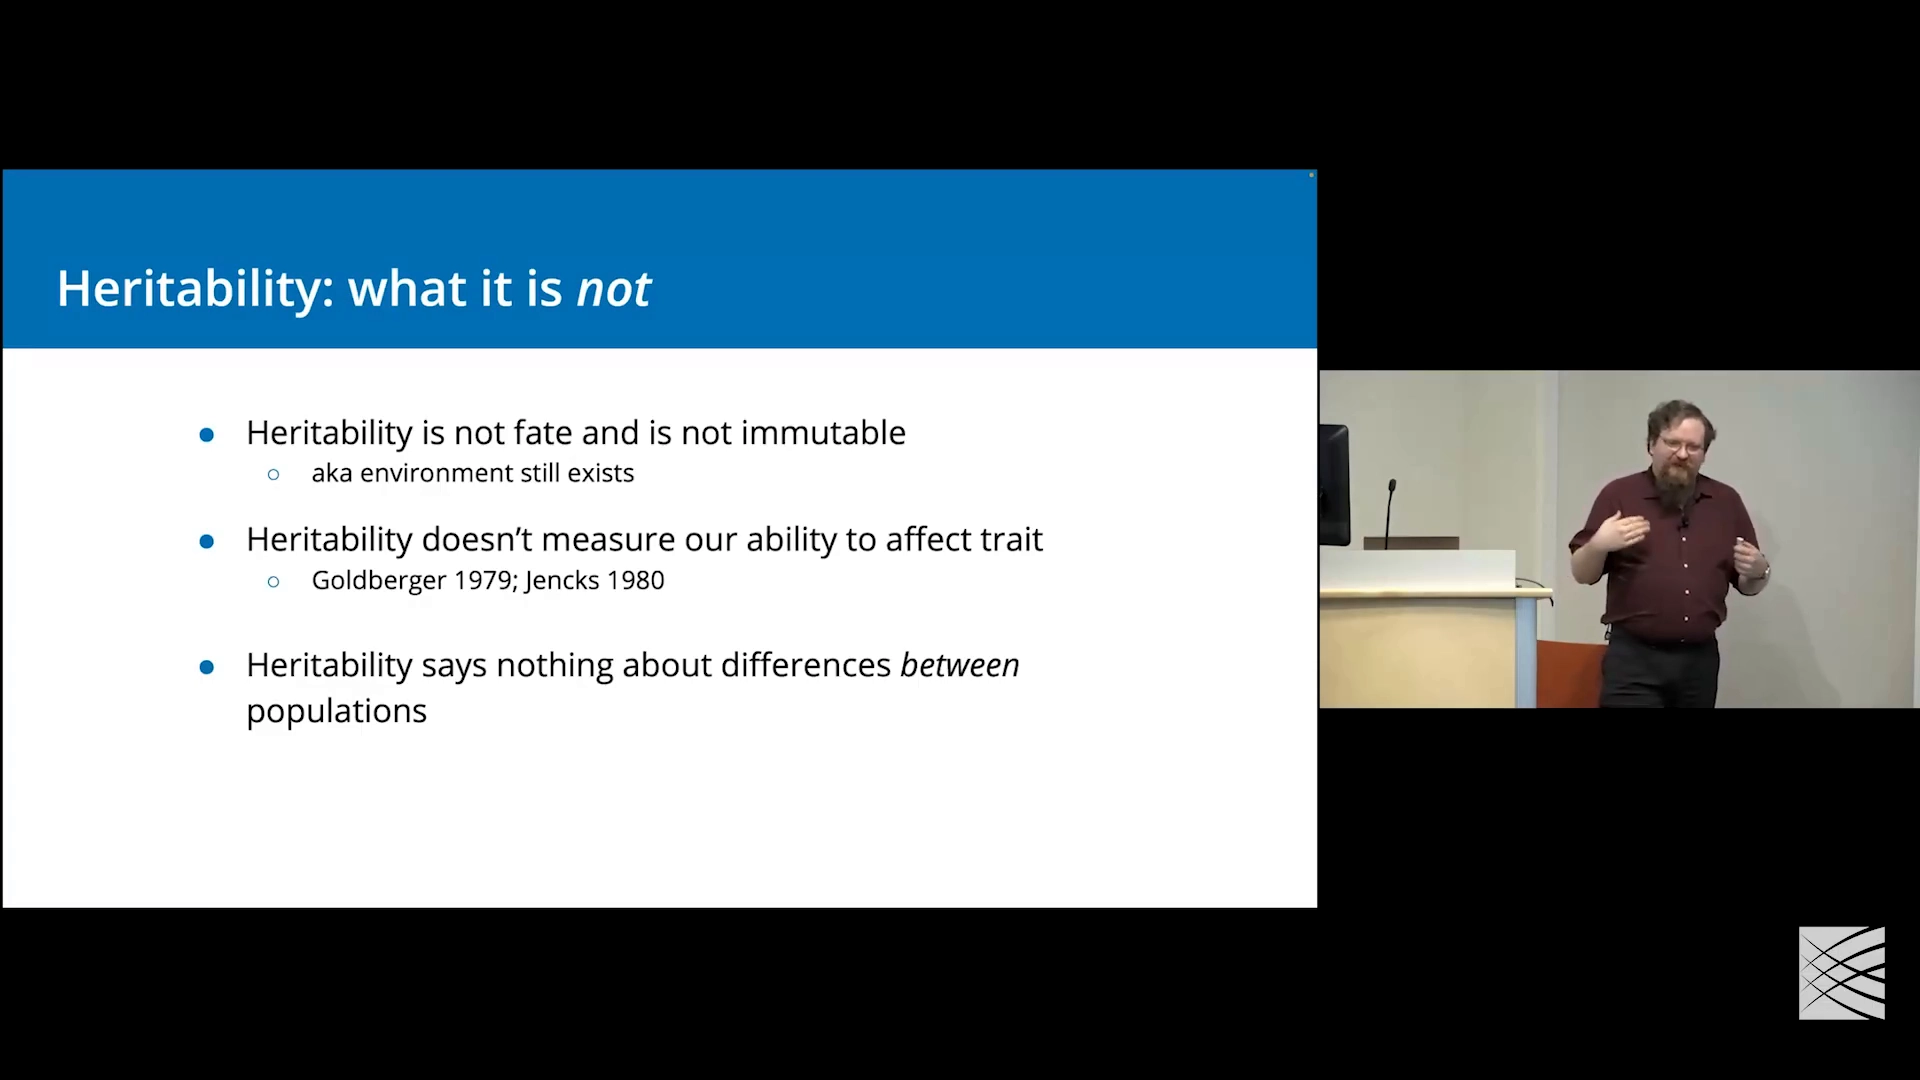 Heritability: what it is not
● Heritability is not fate and is not immutable
○ aka environment still exists
● Heritability doesn’t measure our ability to affect trait
○ Goldberger 1979; Jencks 1980
● Heritability says nothing about differences between
populations